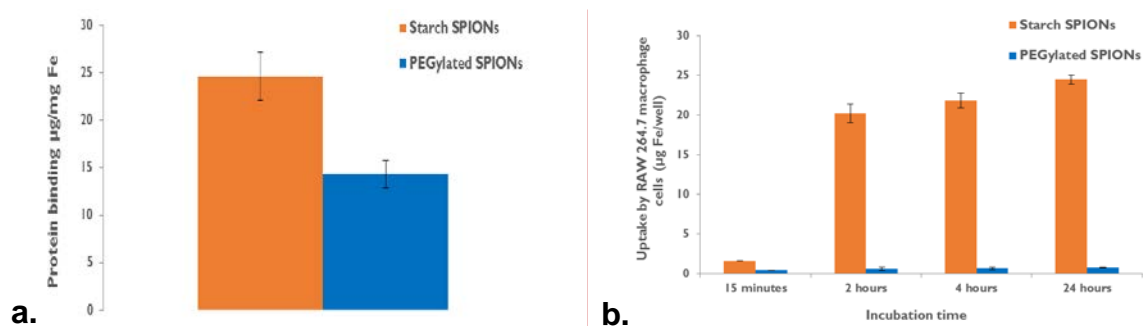 Protein binding µg/mg Fe
30
25
20
15
10
5
0
Starch SPIONs
PEGylated SPIONs
a.
Uptake by RAW 264.7 macrophage
cells (µg Fe/well)
30
25
20
15
10
5
0
Starch SPIONs
PEGylated SPIONs
15 minutes
2 hours
4 hours
24 hours
Incubation time
b.